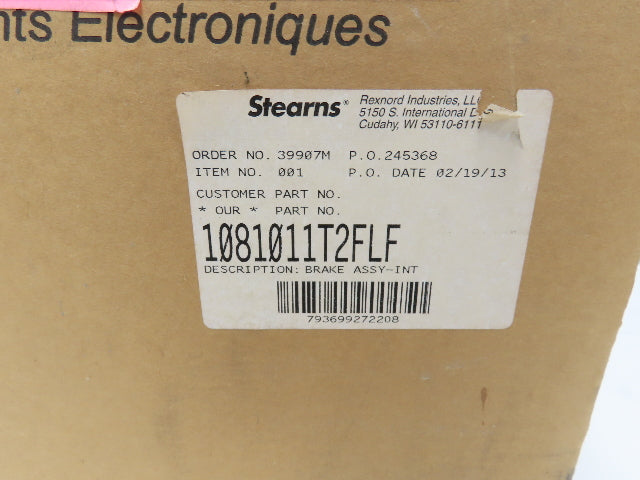 Electroniques
Stearns®
Rexnord Industries, LLC
5150 S. International
Cudahy, WI 53110-6111
ORDER NO. 39907M P.O.245368
ITEM NO. 001 P.O. DATE 02/19/13
CUSTOMER PART NO.
* OUR * PART NO.
1081011T2FLF
DESCRIPTION: BRAKE ASSY-INT
793699272208